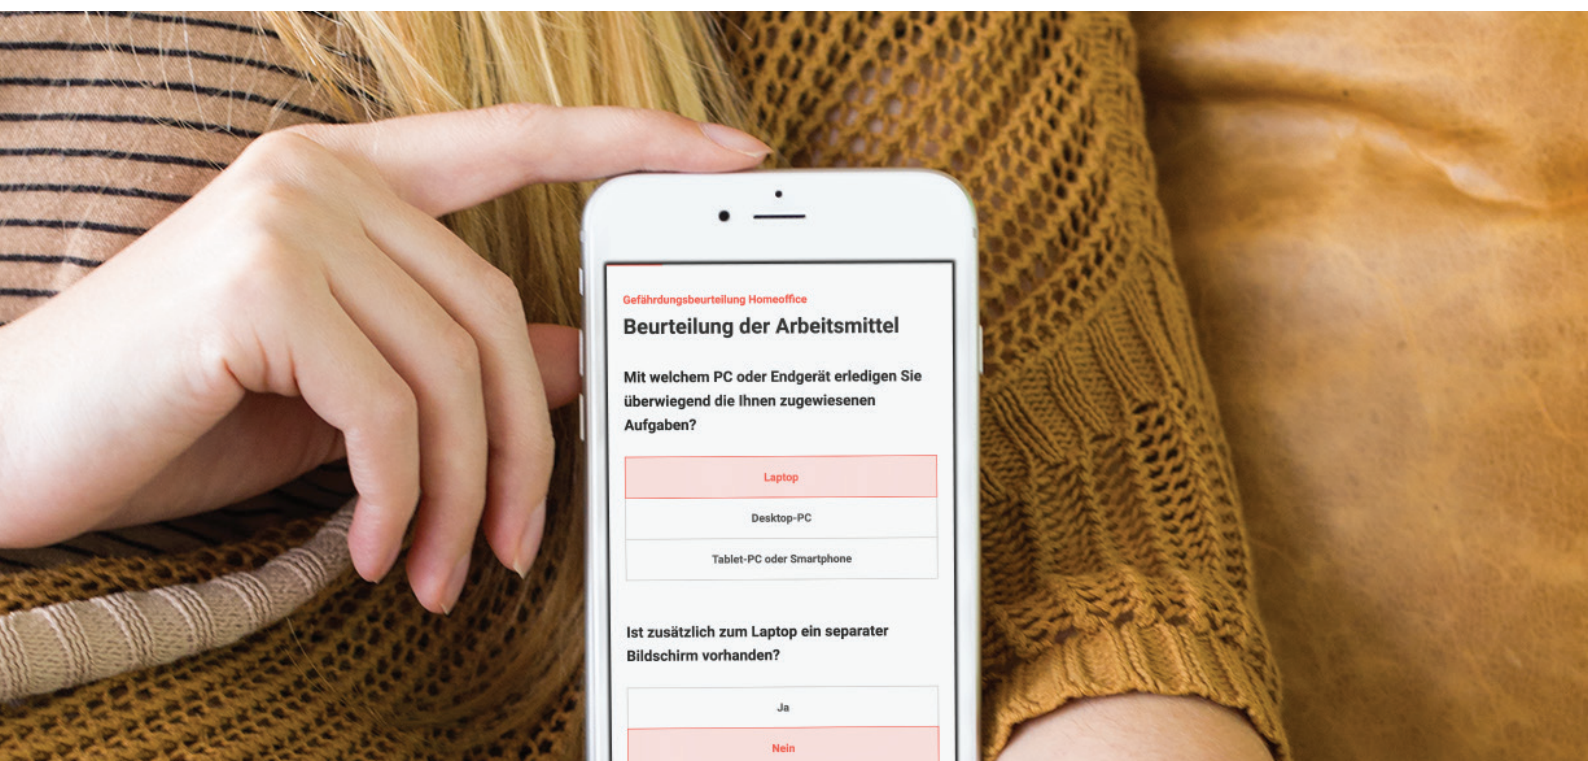 Gefährdungsbeurteilung Homeoffice
Beurteilung der Arbeitsmittel
Mit welchem PC oder Endgerät erledigen Sie
überwiegend die Ihnen zugewiesenen
Aufgaben?
Laptop
Desktop-PC
Tablet-PC oder Smartphone
Ist zusätzlich zum Laptop ein separater
Bildschirm vorhanden?
Ja
Nein